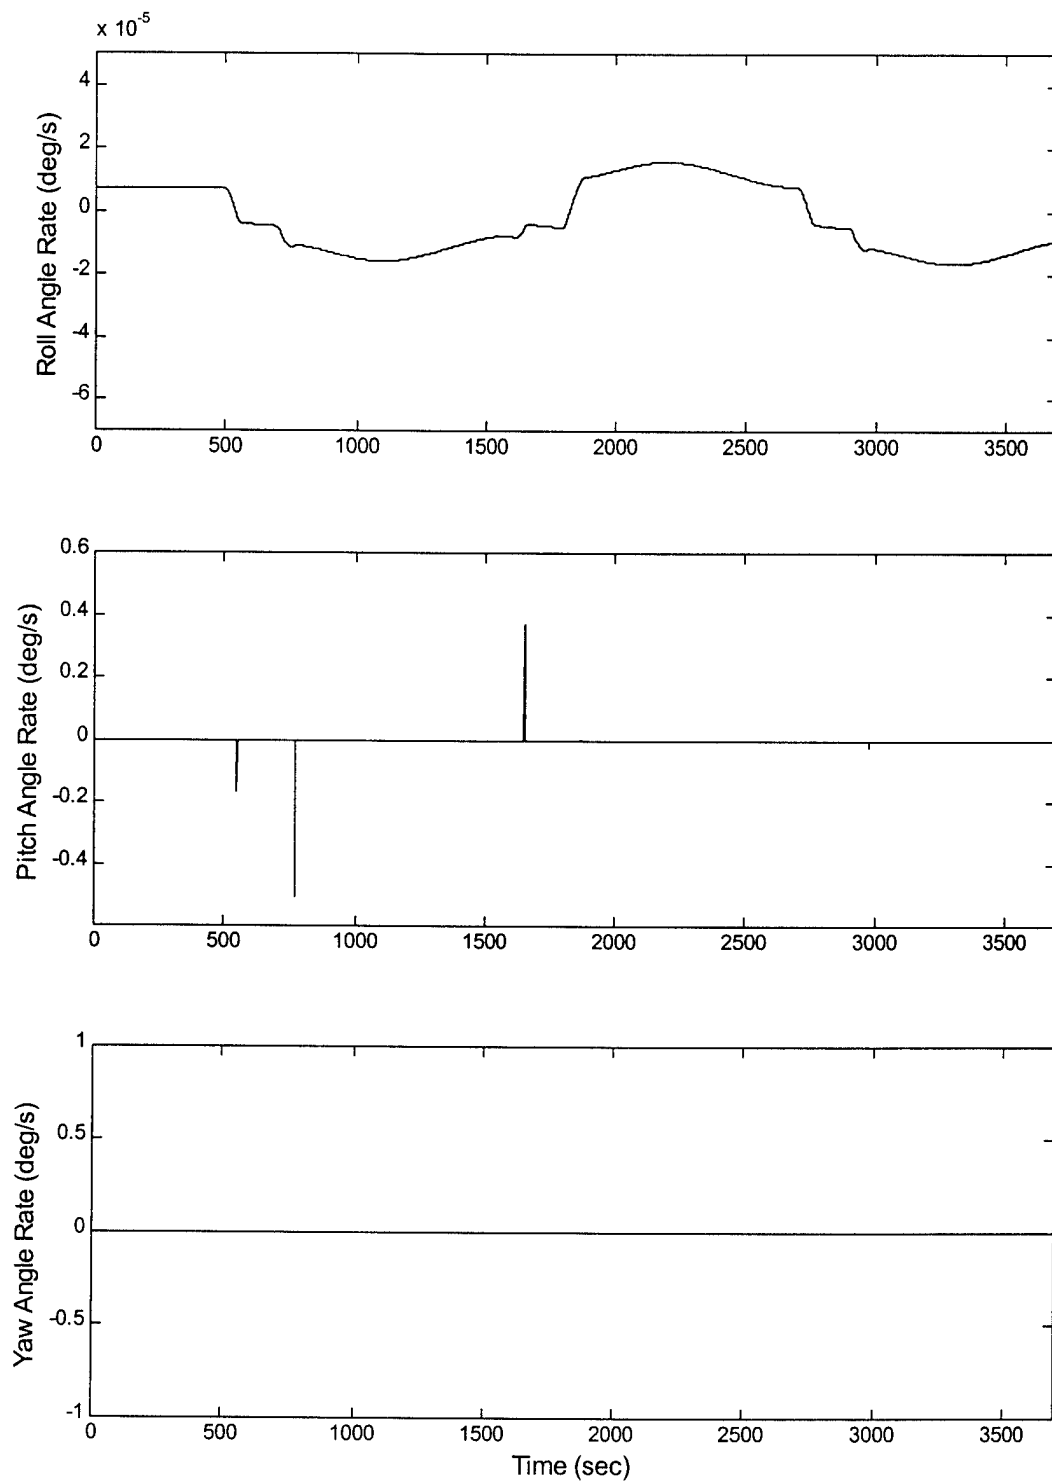 x 10-5
Roll Angle Rate (deg/s)
4
2
0
-2
-4
-6
0 500 1000 1500 2000 2500 3000 3500
Pitch Angle Rate (deg/s)
0.6
0.4
0.2
0
-0.2
-0.4
0 500 1000 1500 2000 2500 3000 3500
Yaw Angle Rate (deg/s)
1
0.5
0
-0.5
-1
0 500 1000 1500 2000 2500 3000 3500
Time (sec)